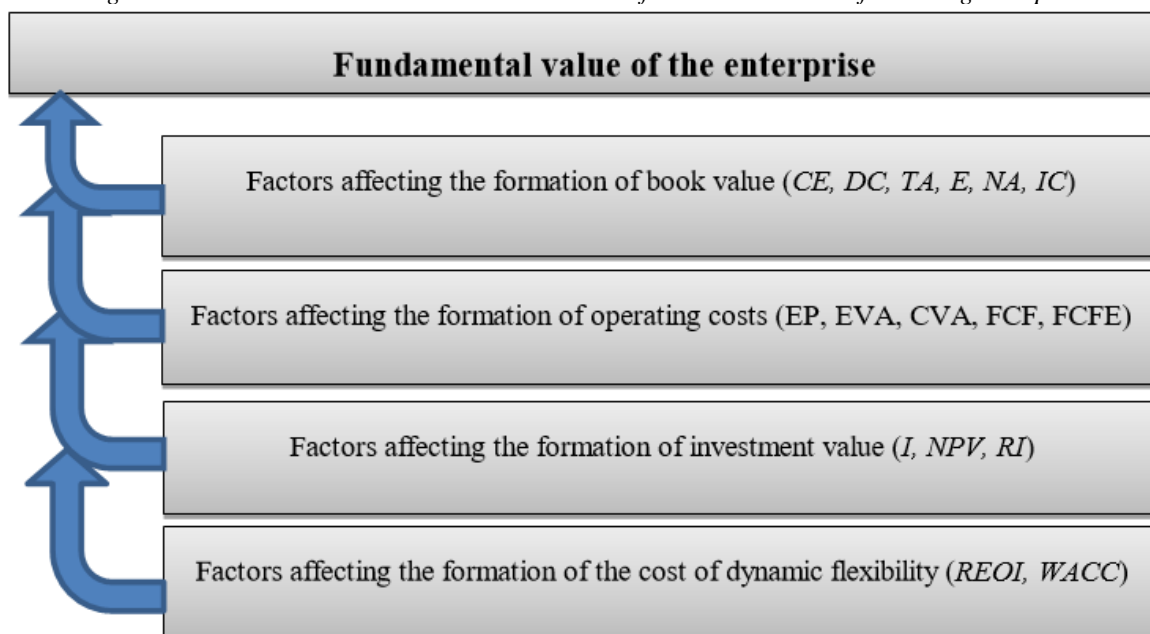 Fundamental value of the enterprise
Factors affecting the formation of book value (CE, DC, TA, E, NA, IC)
Factors affecting the formation of operating costs (EP, EVA, CVA, FCF, FCFE)
Factors affecting the formation of investment value (I, NPV, RI)
Factors affecting the formation of the cost of dynamic flexibility (REOI, WACC)